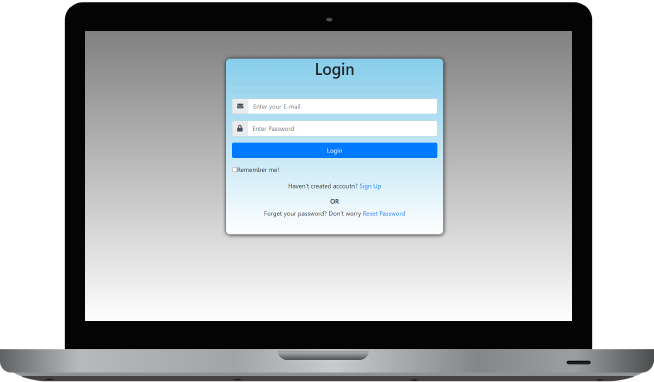 Login
Enter your E-mail
Enter Password
Login
Remember me!
Haven't created accoutn? Sign Up
OR
Forget your password? Don't worry Reset Password